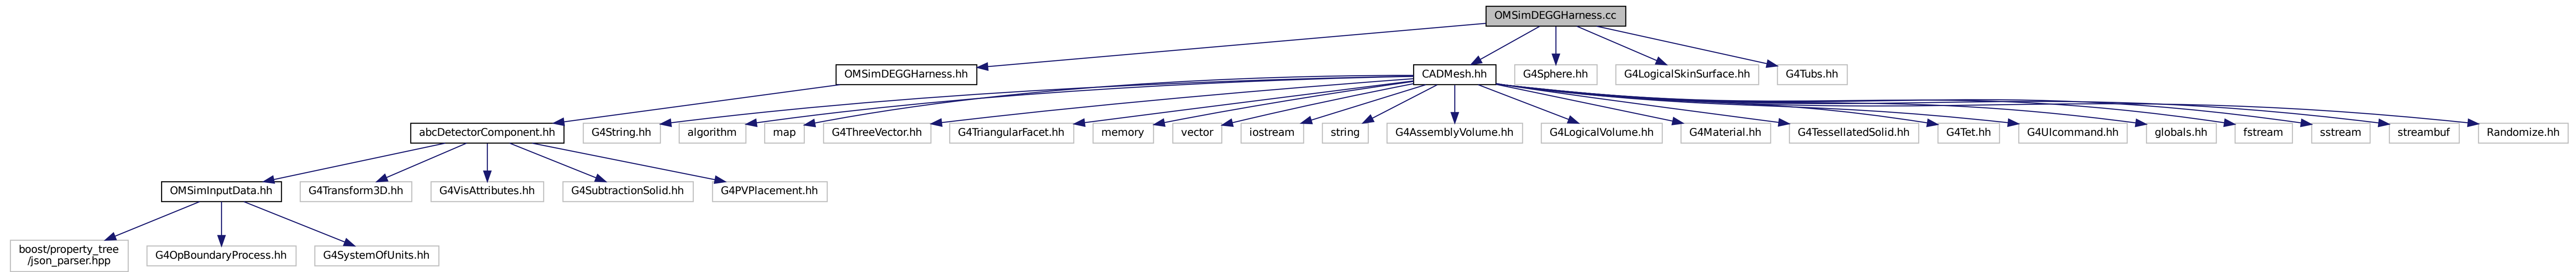 OMSimDEGGHarness.cc
OMSimDEGGHarness.hh
CADMesh.hh
G4Sphere.hh
G4LogicalSkinSurface.hh
G4Tubs.hh
abcDetectorComponent.hh
G4String.hh
algorithm
map
G4ThreeVector.hh
G4TriangularFacet.hh
memory
vector
iostream
string
G4AssemblyVolume.hh
G4LogicalVolume.hh
G4Material.hh
G4TessellatedSolid.hh
G4Tet.hh
G4UIcommand.hh
globals.hh
fstream
sstream
streambuf
Randomize.hh
OMSimInputData.hh
G4Transform3D.hh
G4VisAttributes.hh
G4SubtractionSolid.hh
G4PVPlacement.hh
boost/property_tree
/json_parser.hpp
G4OpBoundaryProcess.hh
G4SystemOfUnits.hh